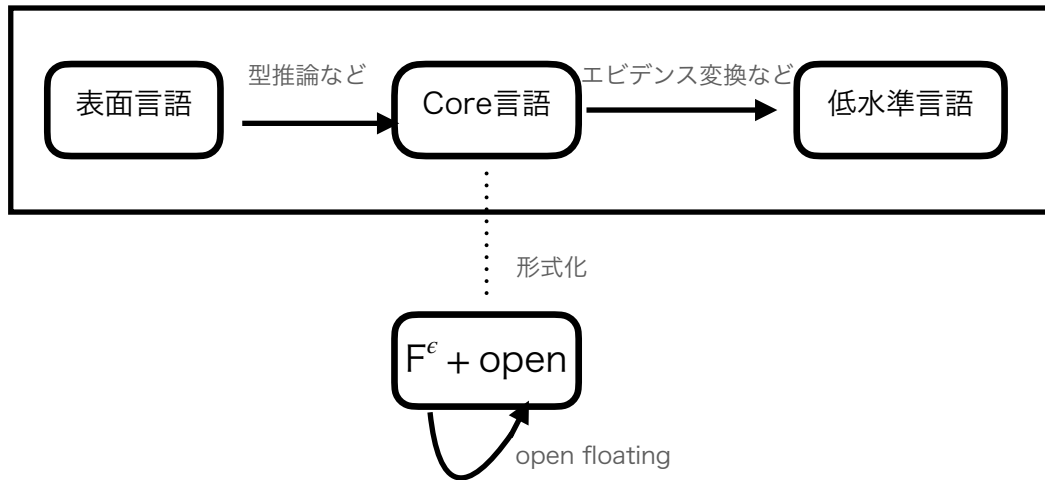 型推論など
エビデンス変換など
表面言語
Core言語
低水準言語
形式化
F^ϵ + open
open floating